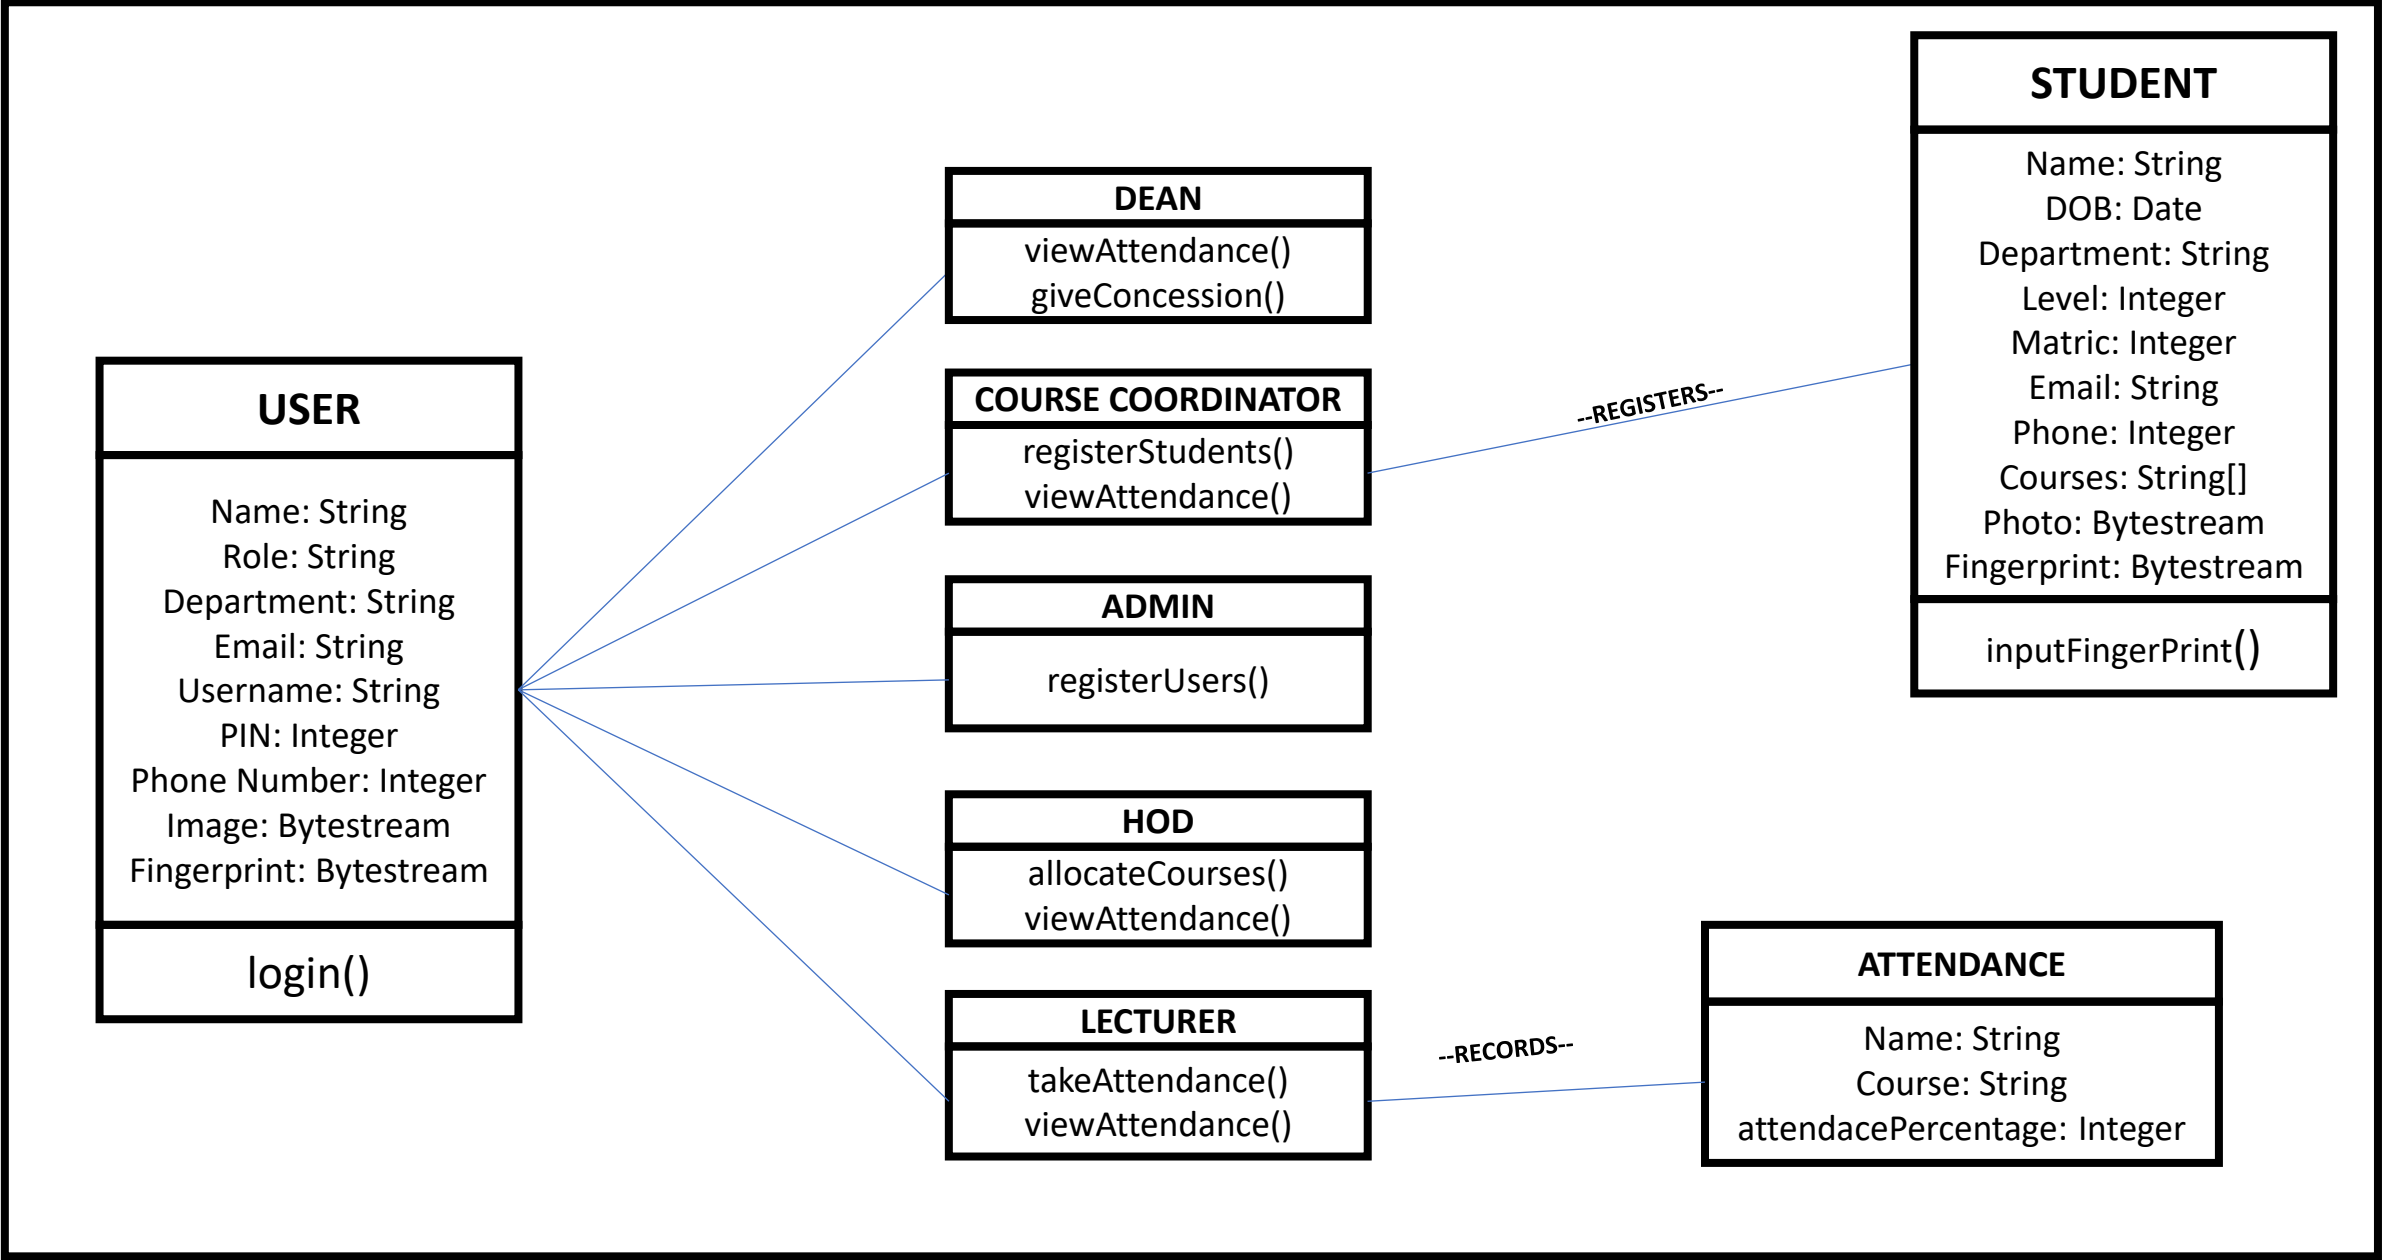 USER
Name: String
Role: String
Department: String
Email: String
Username: String
PIN: Integer
Phone Number: Integer
Image: Bytestream
Fingerprint: Bytestream
login()
DEAN
viewAttendance()
giveConcession()
COURSE COORDINATOR
registerStudents()
viewAttendance()
ADMIN
registerUsers()
HOD
allocateCourses()
viewAttendance()
LECTURER
takeAttendance()
viewAttendance()
--REGISTERS--
--RECORDS--
STUDENT
Name: String
DOB: Date
Department: String
Level: Integer
Matric: Integer
Email: String
Phone: Integer
Courses: String[]
Photo: Bytestream
Fingerprint: Bytestream
inputFingerPrint()
ATTENDANCE
Name: String
Course: String
attendacePercentage: Integer